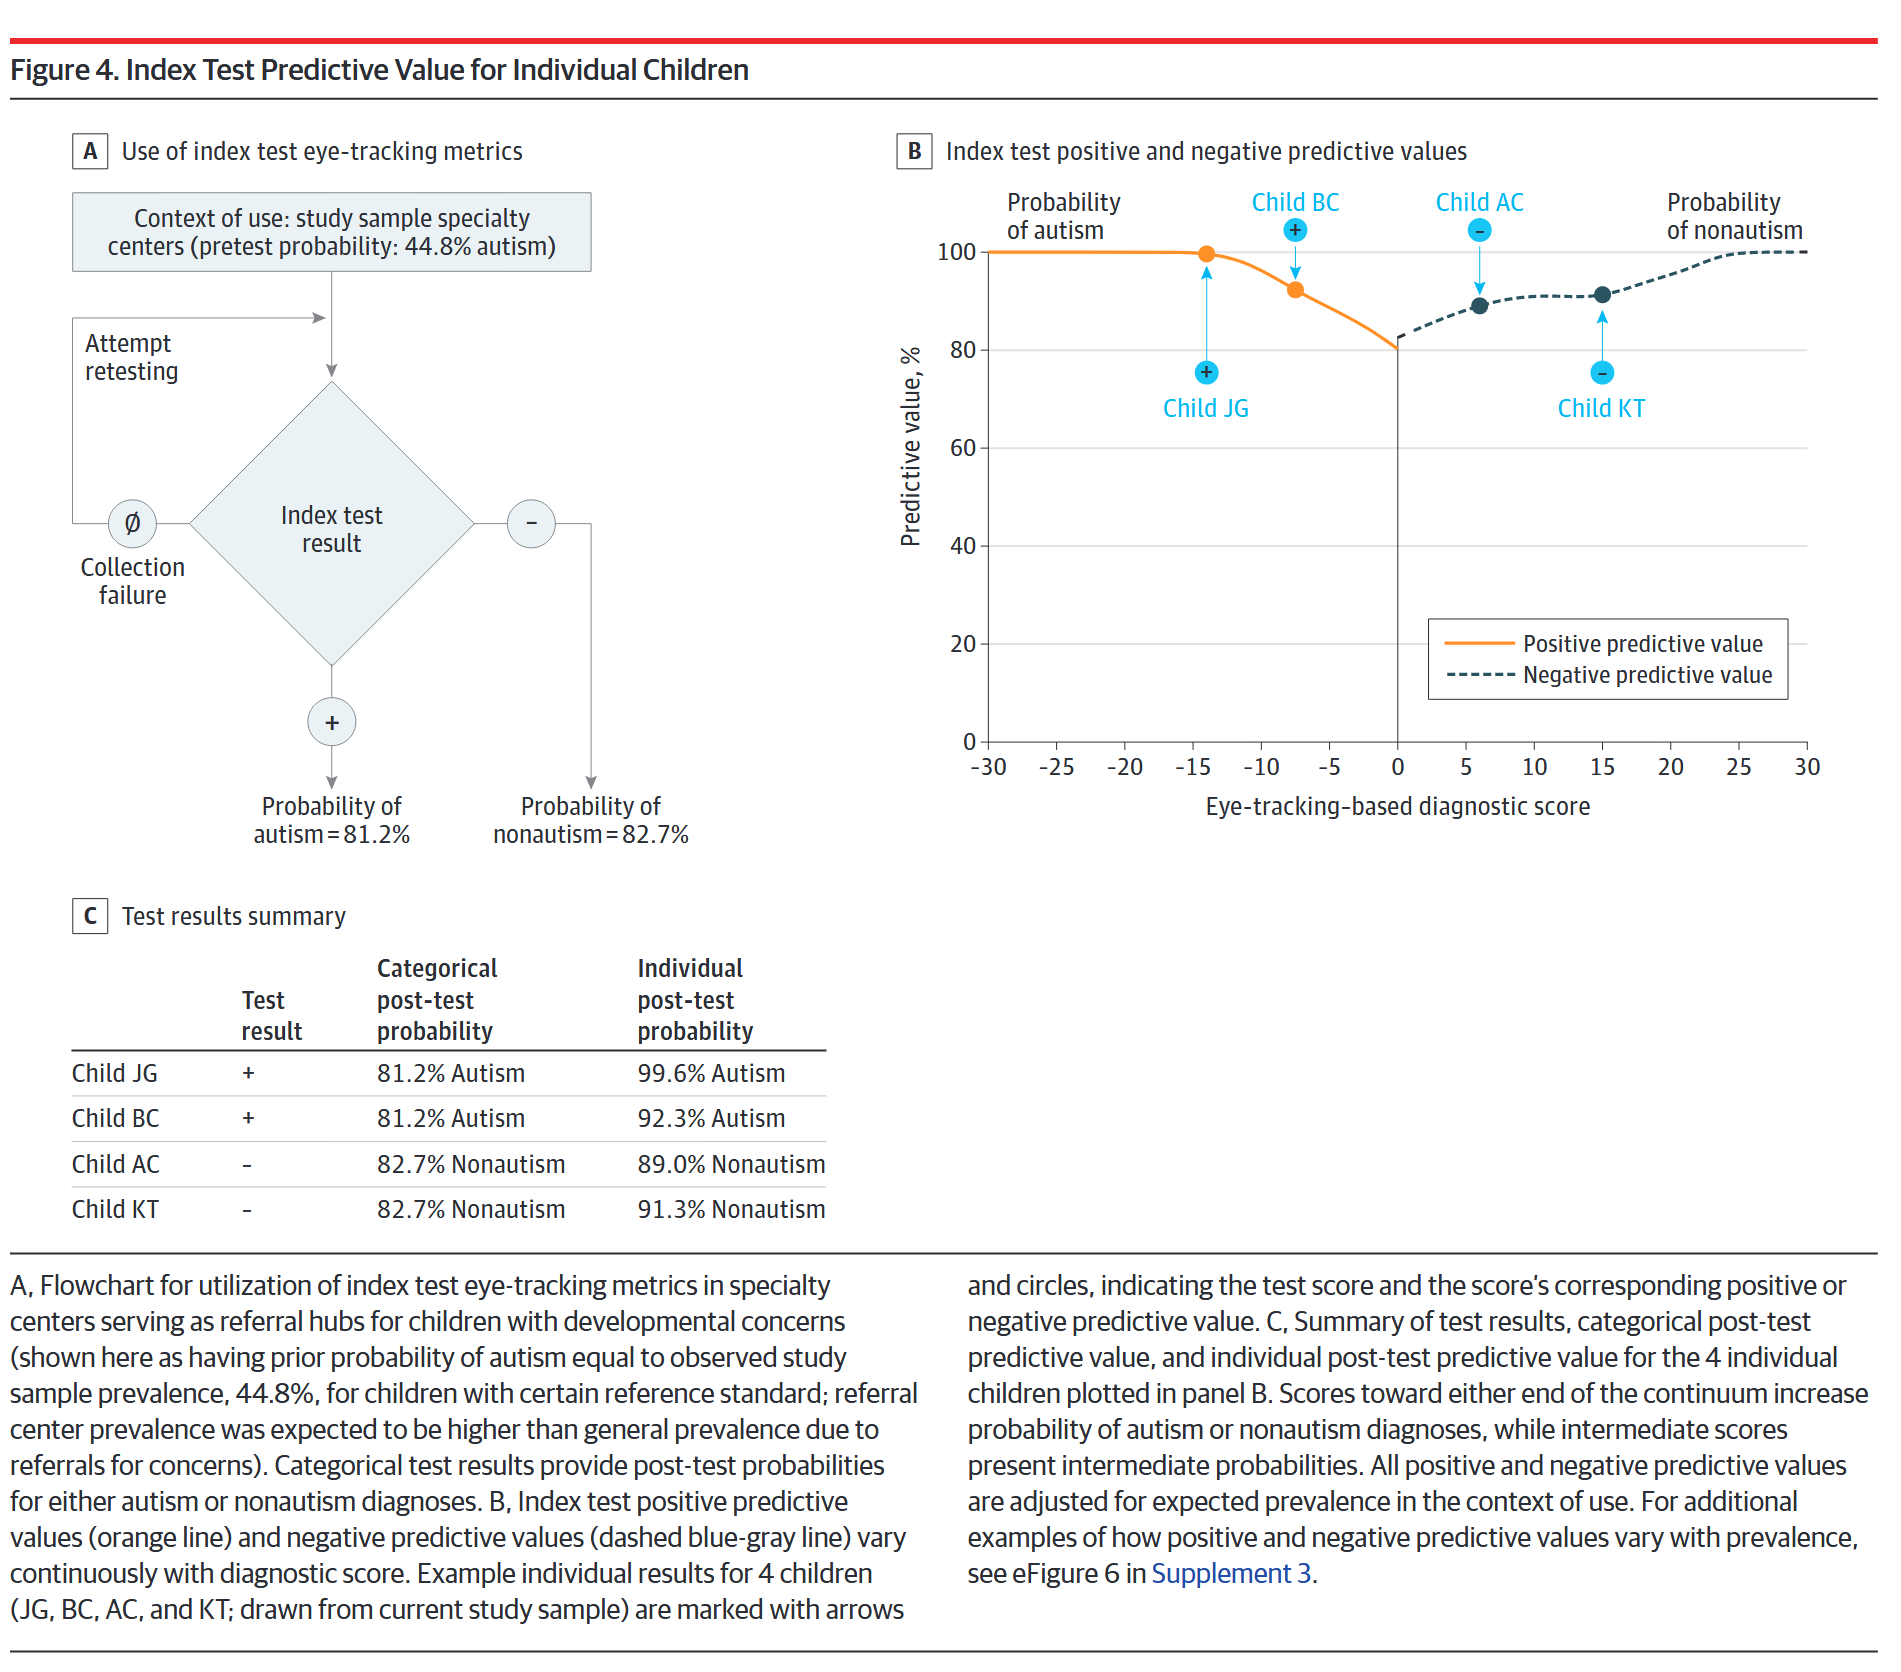 Figure 4. Index Test Predictive Value for Individual Children
A Use of index test eye-tracking metrics
Context of use: study sample specialty
centers (pretest probability: 44.8% autism)
Attempt
retesting
Index test
result
Ø
Collection
failure
–
+
Probability of
autism = 81.2%
Probability of
nonautism = 82.7%
B Index test positive and negative predictive values
Probability
of autism
Child BC
+
Child AC
–
Probability
of nonautism
+
Child JG
–
Child KT
Predictive value, %
100
80
60
40
20
0
Positive predictive value
Negative predictive value
-30 -25 -20 -15 -10 -5 0 5 10 15 20 25 30
Eye-tracking-based diagnostic score
C Test results summary
Test
result
Categorical
post-test
probability
Individual
post-test
probability
Child JG + 81.2% Autism 99.6% Autism
Child BC + 81.2% Autism 92.3% Autism
Child AC – 82.7% Nonautism 89.0% Nonautism
Child KT – 82.7% Nonautism 91.3% Nonautism
A, Flowchart for utilization of index test eye-tracking metrics in specialty
centers serving as referral hubs for children with developmental concerns
(shown here as having prior probability of autism equal to observed study
sample prevalence, 44.8%, for children with certain reference standard; referral
center prevalence was expected to be higher than general prevalence due to
referrals for concerns). Categorical test results provide post-test probabilities
for either autism or nonautism diagnoses. B, Index test positive predictive
values (orange line) and negative predictive values (dashed blue-gray line) vary
continuously with diagnostic score. Example individual results for 4 children
(JG, BC, AC, and KT; drawn from current study sample) are marked with arrows
and circles, indicating the test score and the score's corresponding positive or
negative predictive value. C, Summary of test results, categorical post-test
predictive value, and individual post-test predictive value for the 4 individual
children plotted in panel B. Scores toward either end of the continuum increase
probability of autism or nonautism diagnoses, while intermediate scores
present intermediate probabilities. All positive and negative predictive values
are adjusted for expected prevalence in the context of use. For additional
examples of how positive and negative predictive values vary with prevalence,
see eFigure 6 in Supplement 3.